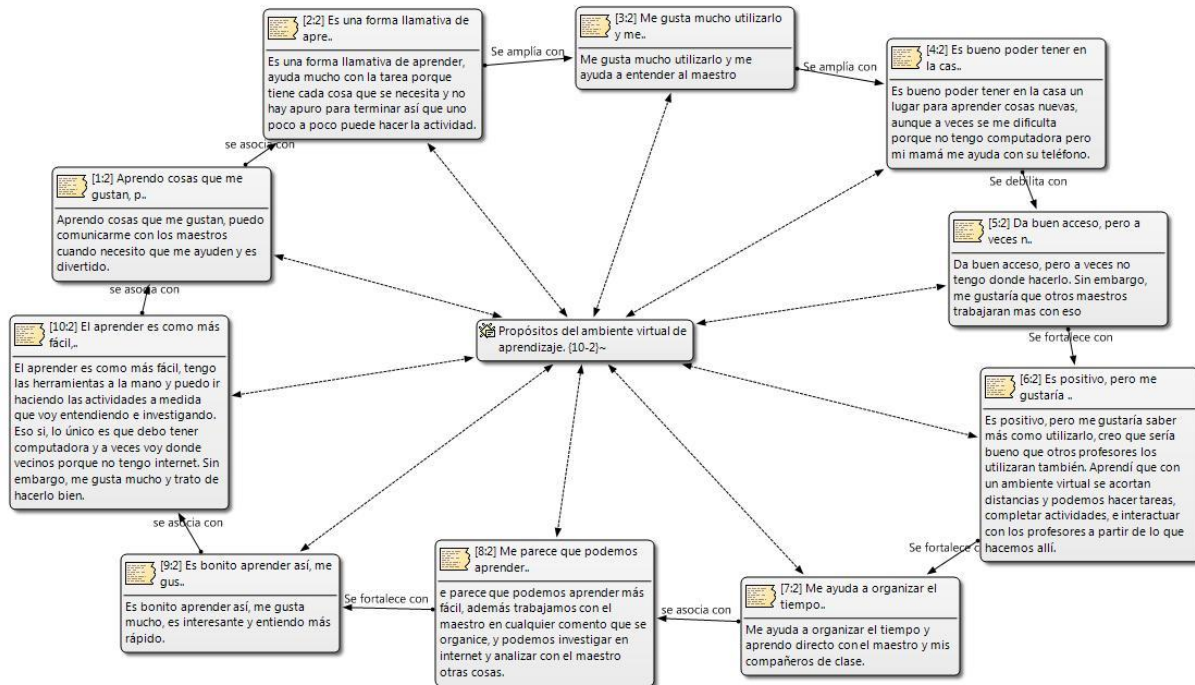 [2:2] Es una forma llamativa de
apre..
Es una forma llamativa de aprender,
ayuda mucho con la tarea porque
tiene cada cosa que se necesita y no
hay apuro para terminar así que uno
poco a poco puede hacer la actividad.
Se amplía con
[3:2] Me gusta mucho utilizarlo
y me..
Me gusta mucho utilizarlo y me
ayuda a entender al maestro
Se amplía con
[4:2] Es bueno poder tener en
la cas..
Es bueno poder tener en la casa un
lugar para aprender cosas nuevas,
aunque a veces se me dificulta
porque no tengo computadora pero
mi mamá me ayuda con su teléfono.
se asocia con
[1:2] Aprendo cosas que me
gustan, p..
Aprendo cosas que me gustan, puedo
comunicarme con los maestros
cuando necesito que me ayuden y es
divertido.
Se debilita con
[5:2] Da buen acceso, pero a
veces n..
Da buen acceso, pero a veces no
tengo donde hacerlo. Sin embargo,
me gustaría que otros maestros
trabajaran mas con eso
se asocia con
Propósitos del ambiente virtual de
aprendizaje. {10-2}~
Se fortalece con
[10:2] El aprender es como más
fácil,..
El aprender es como más fácil, tengo
las herramientas a la mano y puedo ir
haciendo las actividades a medida
que voy entendiendo e investigando.
Eso si, lo único es que debo tener
computadora y a veces voy donde
vecinos porque no tengo internet. Sin
embargo, me gusta mucho y trato de
hacerlo bien.
[6:2] Es positivo, pero me
gustaría ..
Es positivo, pero me gustaría saber
más como utilizarlo, creo que sería
bueno que otros profesores los
utilizaran también. Aprendí que con
un ambiente virtual se acortan
distancias y podemos hacer tareas,
completar actividades, e interactuar
con los profesores a partir de lo que
hacemos allí.
se asocia con
[9:2] Es bonito aprender así, me
gus..
Es bonito aprender así, me gusta
mucho, es interesante y entiendo más
rápido.
Se fortalece con
[8:2] Me parece que podemos
aprender..
e parece que podemos aprender más
fácil, además trabajamos con el
maestro en cualquier comento que se
organice, y podemos investigar en
internet y analizar con el maestro
otras cosas.
se asocia con
Se fortalece c
[7:2] Me ayuda a organizar el
tiempo..
Me ayuda a organizar el tiempo y
aprendo directo con el maestro y mis
compañeros de clase.